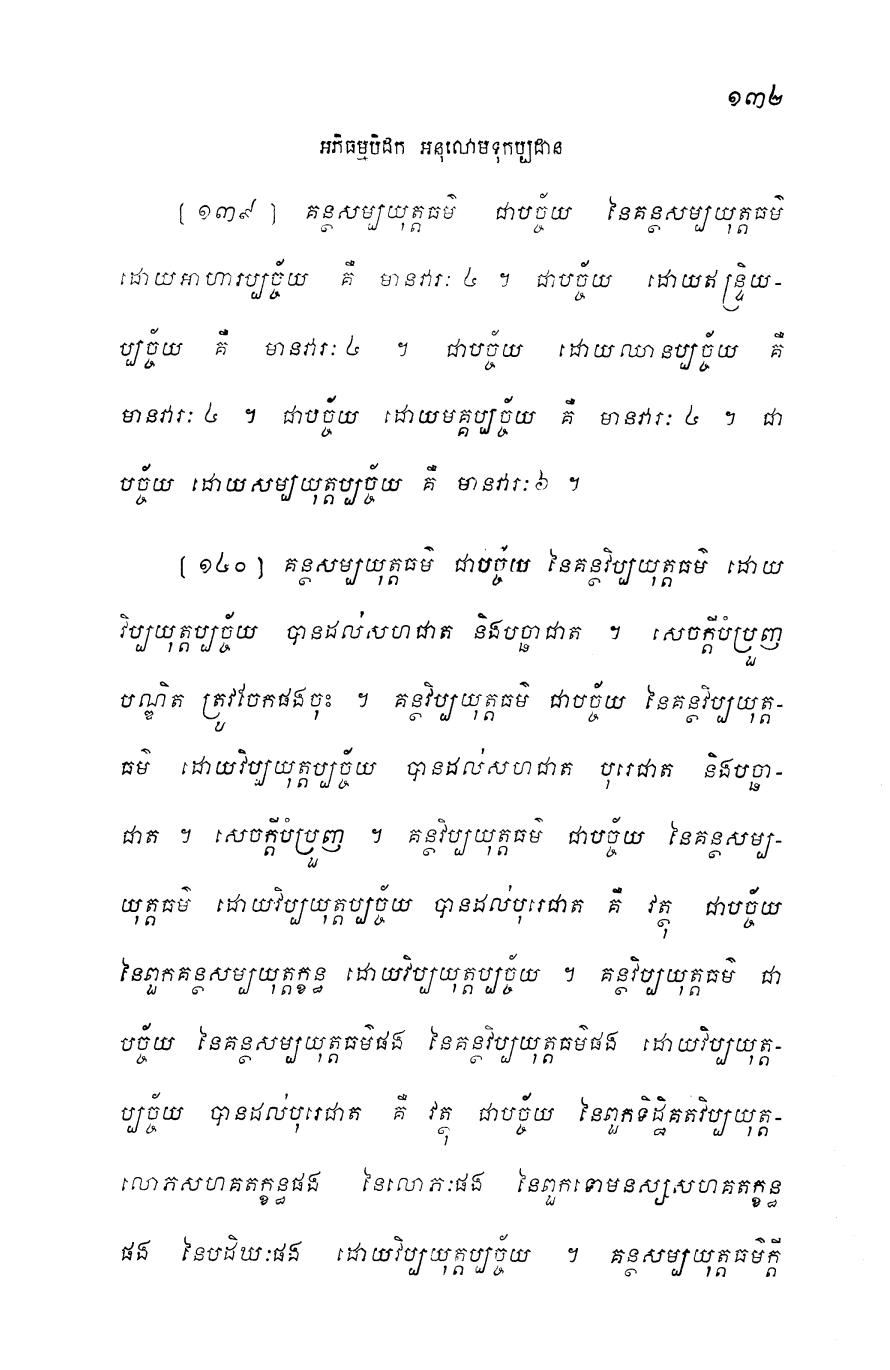 ១៣២
អភិធម្មបិដក អនុលោមទុកប្បដ្ឋាន
[ ១៣៩ ] គន្ថសម្បយុត្តធម៌ ជាបច្ច័យ នៃគន្ថសម្បយុត្តធម៌
ដោយអាហារប្បច្ច័យ គឺ មានវារៈ ៤ ។ ជាបច្ច័យ ដោយឥន្ទ្រិយ-
ប្បច្ច័យ គឺ មានវារៈ ៤ ។ ជាបច្ច័យ ដោយឈានប្បច្ច័យ គឺ
មានវារៈ ៤ ។ ជាបច្ច័យ ដោយមគ្គប្បច្ច័យ គឺ មានវារៈ ៤ ។ ជា
បច្ច័យ ដោយសម្បយុត្តប្បច្ច័យ គឺ មានវារៈ ៦ ។
[ ១៤០ ] គន្ថសម្បយុត្តធម៌ ជាបច្ច័យ នៃគន្ថវិប្បយុត្តធម៌ ដោយ
វិប្បយុត្តប្បច្ច័យ បានដល់សហជាត និងបច្ឆាជាត ។ សេចក្តីបំប្រួញ
បណ្ឌិត ត្រូវចែកផងចុះ ។ គន្ថវិប្បយុត្តធម៌ ជាបច្ច័យ នៃគន្ថវិប្បយុត្ត-
ធម៌ ដោយវិប្បយុត្តប្បច្ច័យ បានដល់សហជាត បុរេជាត និងបច្ឆា-
ជាត ។ សេចក្តីបំប្រួញ ។ គន្ថវិប្បយុត្តធម៌ ជាបច្ច័យ នៃគន្ថសម្ប-
យុត្តធម៌ ដោយវិប្បយុត្តប្បច្ច័យ បានដល់បុរេជាត គឺ វត្ថុ ជាបច្ច័យ
នៃពួកគន្ថសម្បយុត្តក្ខន្ធ ដោយវិប្បយុត្តប្បច្ច័យ ។ គន្ថវិប្បយុត្តធម៌ ជា
បច្ច័យ នៃគន្ថសម្បយុត្តធម៌ផង នៃគន្ថវិប្បយុត្តធម៌ផង ដោយវិប្បយុត្ត-
ប្បច្ច័យ បានដល់បុរេជាត គឺ វត្ថុ ជាបច្ច័យ នៃពួកទិដ្ឋិគតវិប្បយុត្ត-
លោភសហគតក្ខន្ធផង នៃលោភៈផង នៃពួកទោមនស្សសហគតក្ខន្ធ
ផង នៃបដិឃៈផង ដោយវិប្បយុត្តប្បច្ច័យ ។ គន្ថសម្បយុត្តធម៌ក្តី